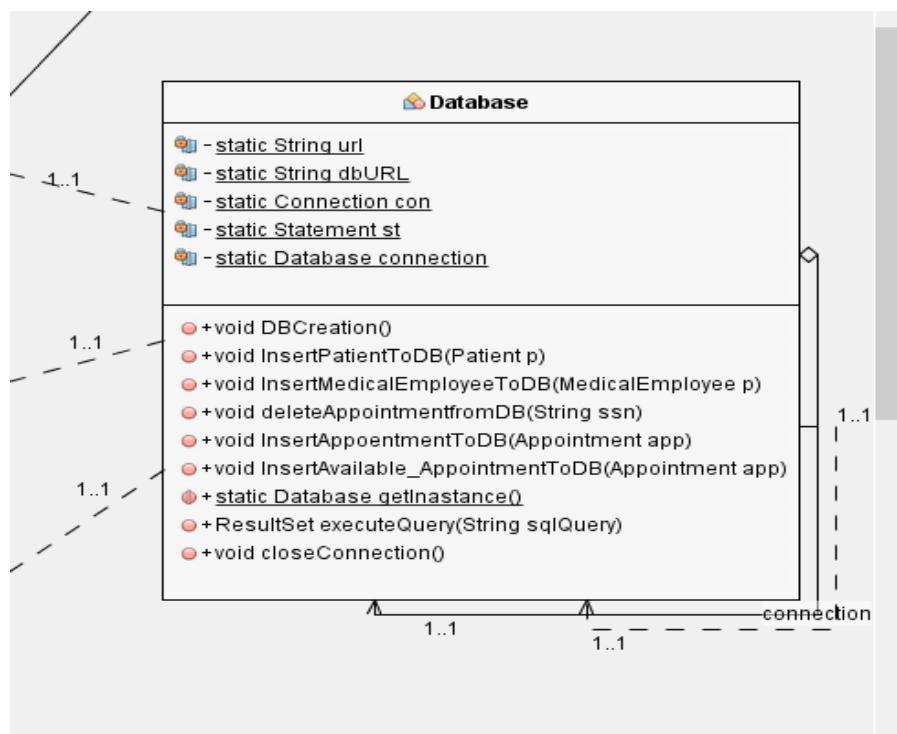 Database
- static String url
- static String dbURL
- static Connection con
- static Statement st
- static Database connection
+ void DBCreation()
+ void InsertPatientToDB(Patient p)
+ void InsertMedicalEmployeeToDB(MedicalEmployee p)
+ void deleteAppointmentfromDB(String ssn)
+ void InsertAppoentmentToDB(Appointment app)
+ void InsertAvailable_AppointmentToDB(Appointment app)
+ static Database getInastance()
+ ResultSet executeQuery(String sqlQuery)
+ void closeConnection()
1..1
1..1
1..1
1..1
connection
1..1
1..1